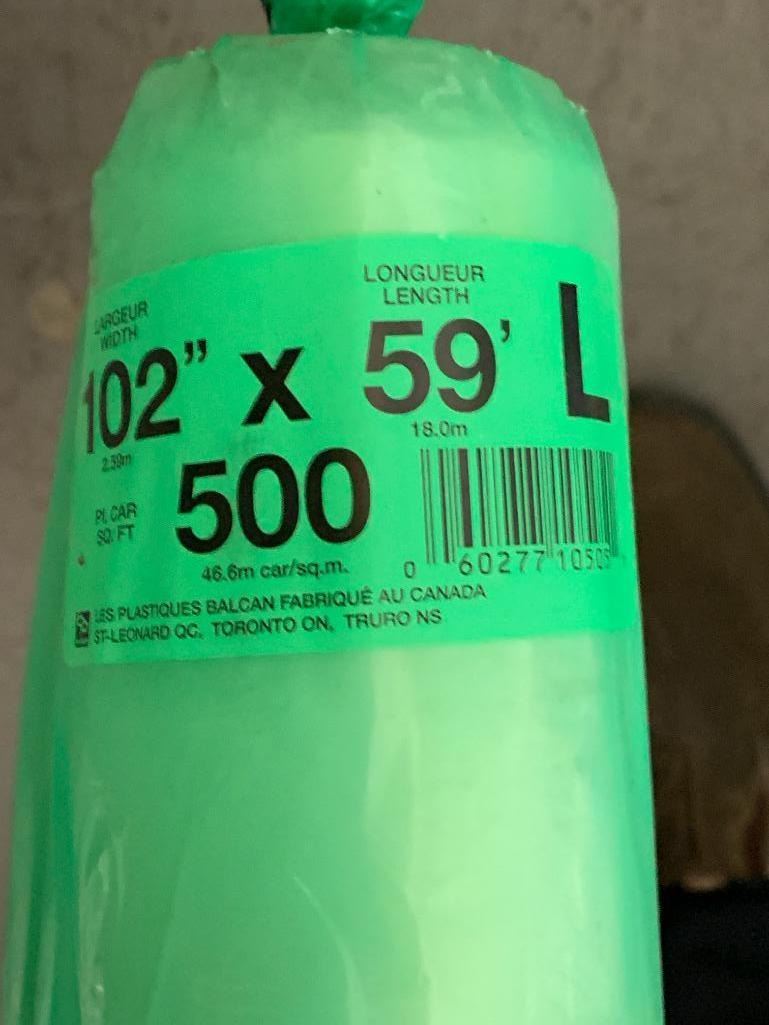 LONGUEUR
LENGTH
LARGEUR
WIDTH
102" x 59' L
2.59m
18.0m
PI. CAR
SQ. FT
500
46.6m car/sq.m.
0 60277 10505
LES PLASTIQUES BALCAN FABRIQUÉ AU CANADA
ST-LEONARD QC, TORONTO ON, TRURO NS